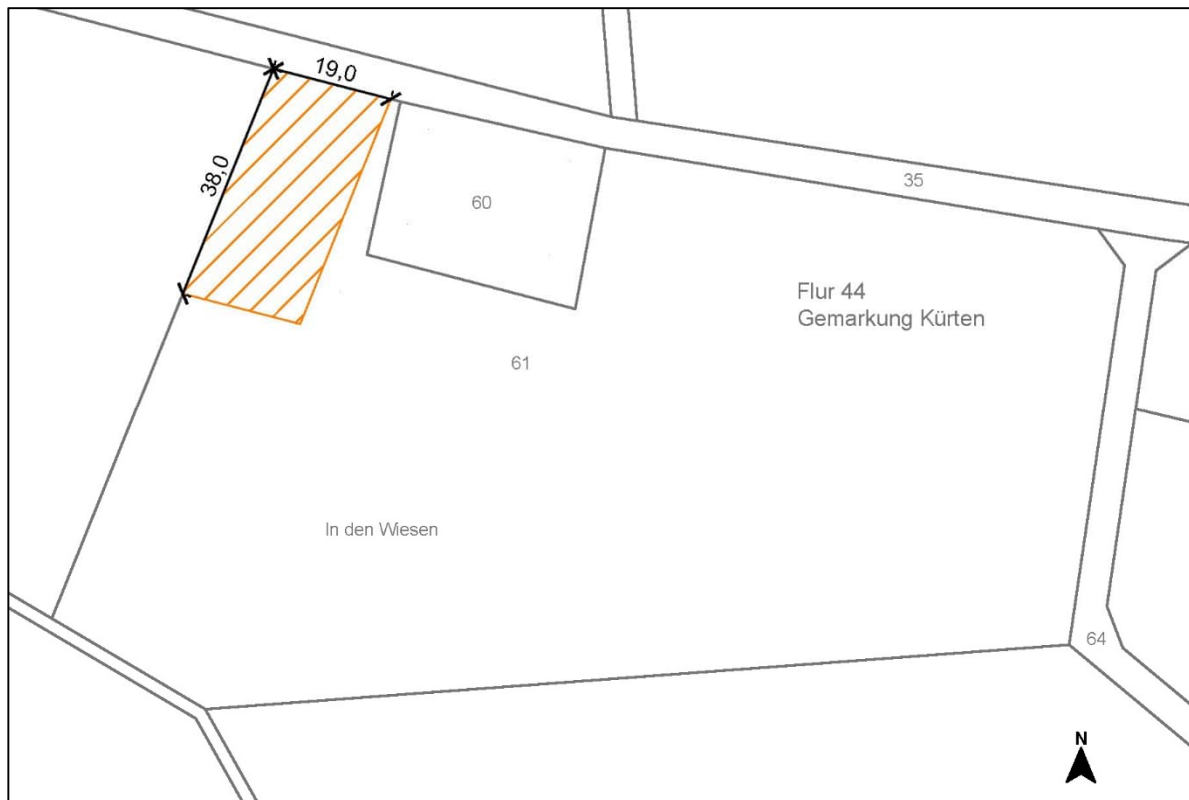 19,0
38,0
60
35
Flur 44
Gemarkung Kürten
61
In den Wiesen
64
N